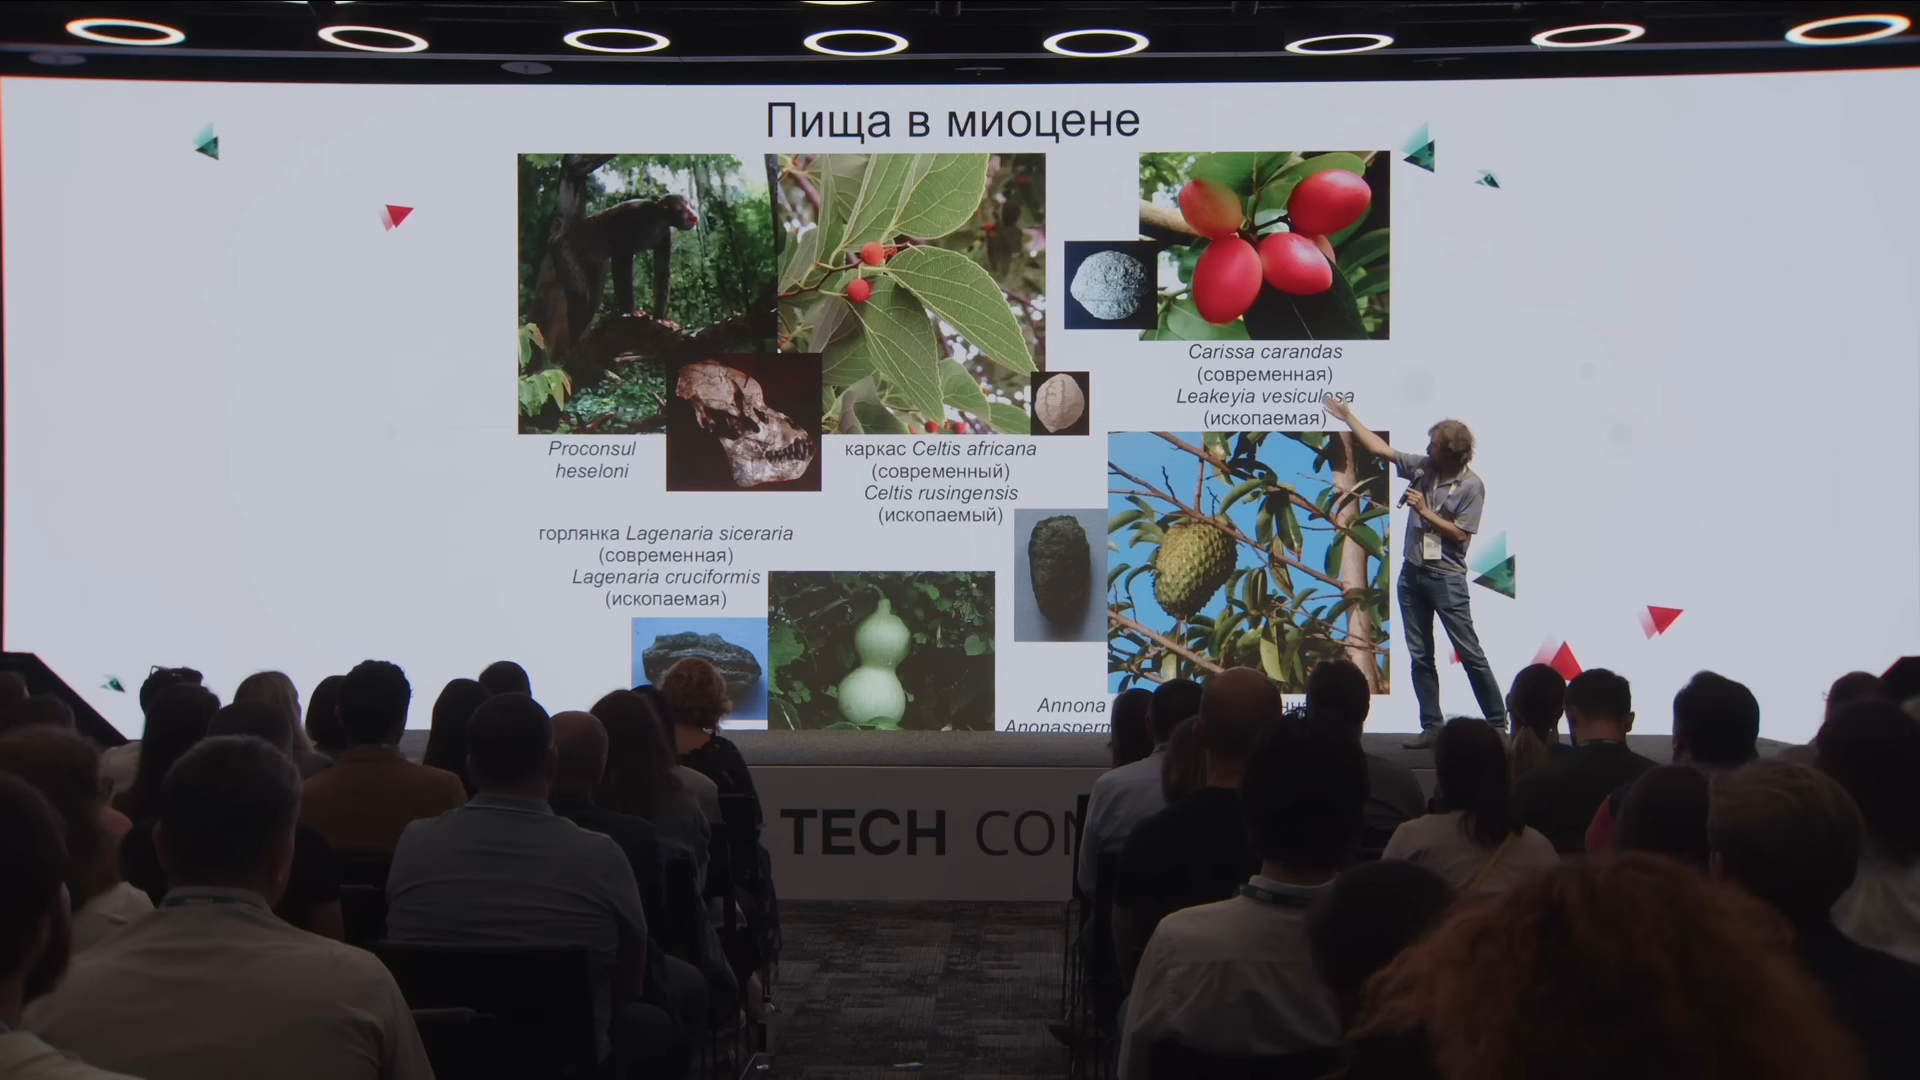 Пища в миоцене
Carissa carandas
(современная)
Leakeyia vesiculosa
(ископаемая)
Proconsul
heseloni
каркас Celtis africana
(современный)
Celtis rusingensis
(ископаемый)
горлянка Lagenaria siceraria
(современная)
Lagenaria cruciformis
(ископаемая)
Annona
TECH